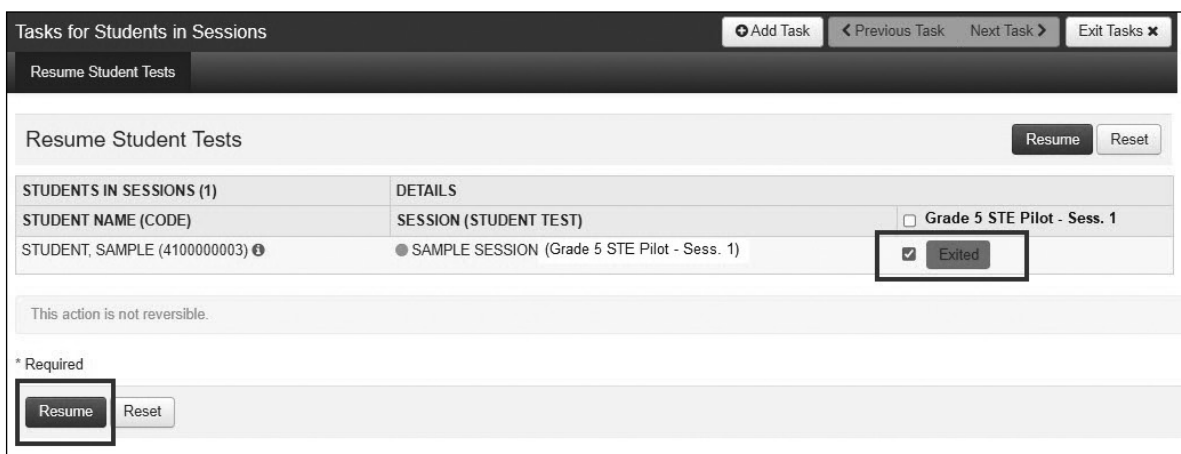 Tasks for Students in Sessions Add Task Previous Task Next Task Exit Tasks
Resume Student Tests
Resume Student Tests Resume Reset
STUDENTS IN SESSIONS (1) DETAILS
STUDENT NAME (CODE) SESSION (STUDENT TEST) Grade 5 STE Pilot - Sess. 1
STUDENT, SAMPLE (4100000003) SAMPLE SESSION (Grade 5 STE Pilot - Sess. 1) Exited
This action is not reversible.
* Required
Resume Reset